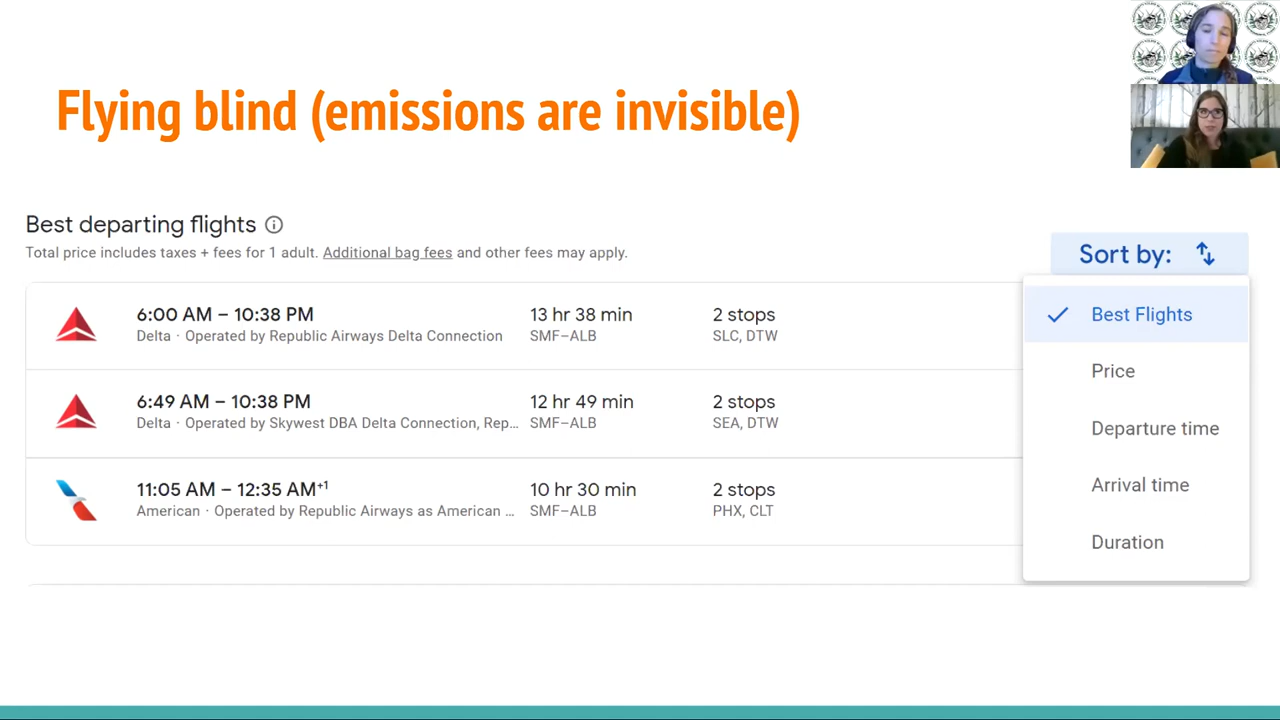 Flying blind (emissions are invisible)
Best departing flights
Total price includes taxes + fees for 1 adult. Additional bag fees and other fees may apply.
Sort by:
6:00 AM – 10:38 PM 13 hr 38 min 2 stops
Delta · Operated by Republic Airways Delta Connection SMF–ALB SLC, DTW
6:49 AM – 10:38 PM 12 hr 49 min 2 stops
Delta · Operated by Skywest DBA Delta Connection, Rep... SMF–ALB SEA, DTW
11:05 AM – 12:35 AM+1 10 hr 30 min 2 stops
American · Operated by Republic Airways as American ... SMF–ALB PHX, CLT
Best Flights
Price
Departure time
Arrival time
Duration